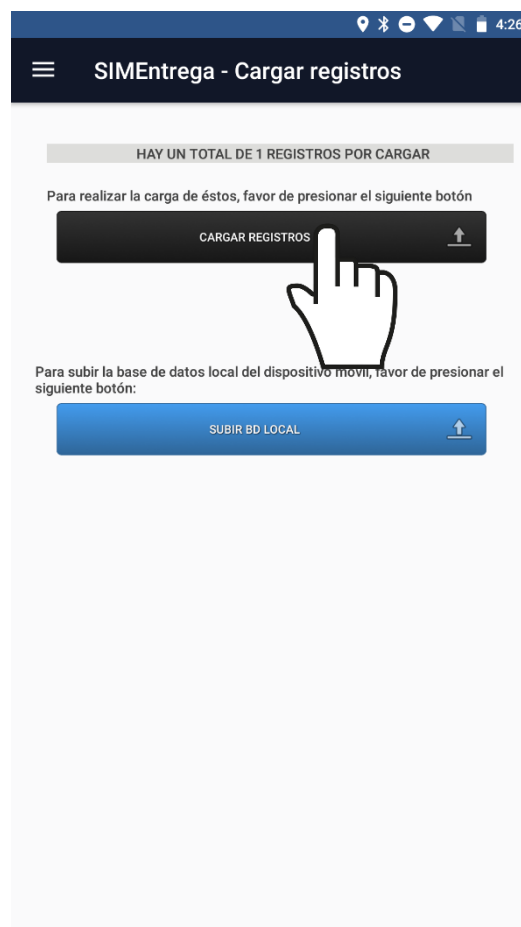 4:26
SIMEntrega - Cargar registros
HAY UN TOTAL DE 1 REGISTROS POR CARGAR
Para realizar la carga de éstos, favor de presionar el siguiente botón
CARGAR REGISTROS
Para subir la base de datos local del dispositivo móvil, favor de presionar el
siguiente botón:
SUBIR BD LOCAL